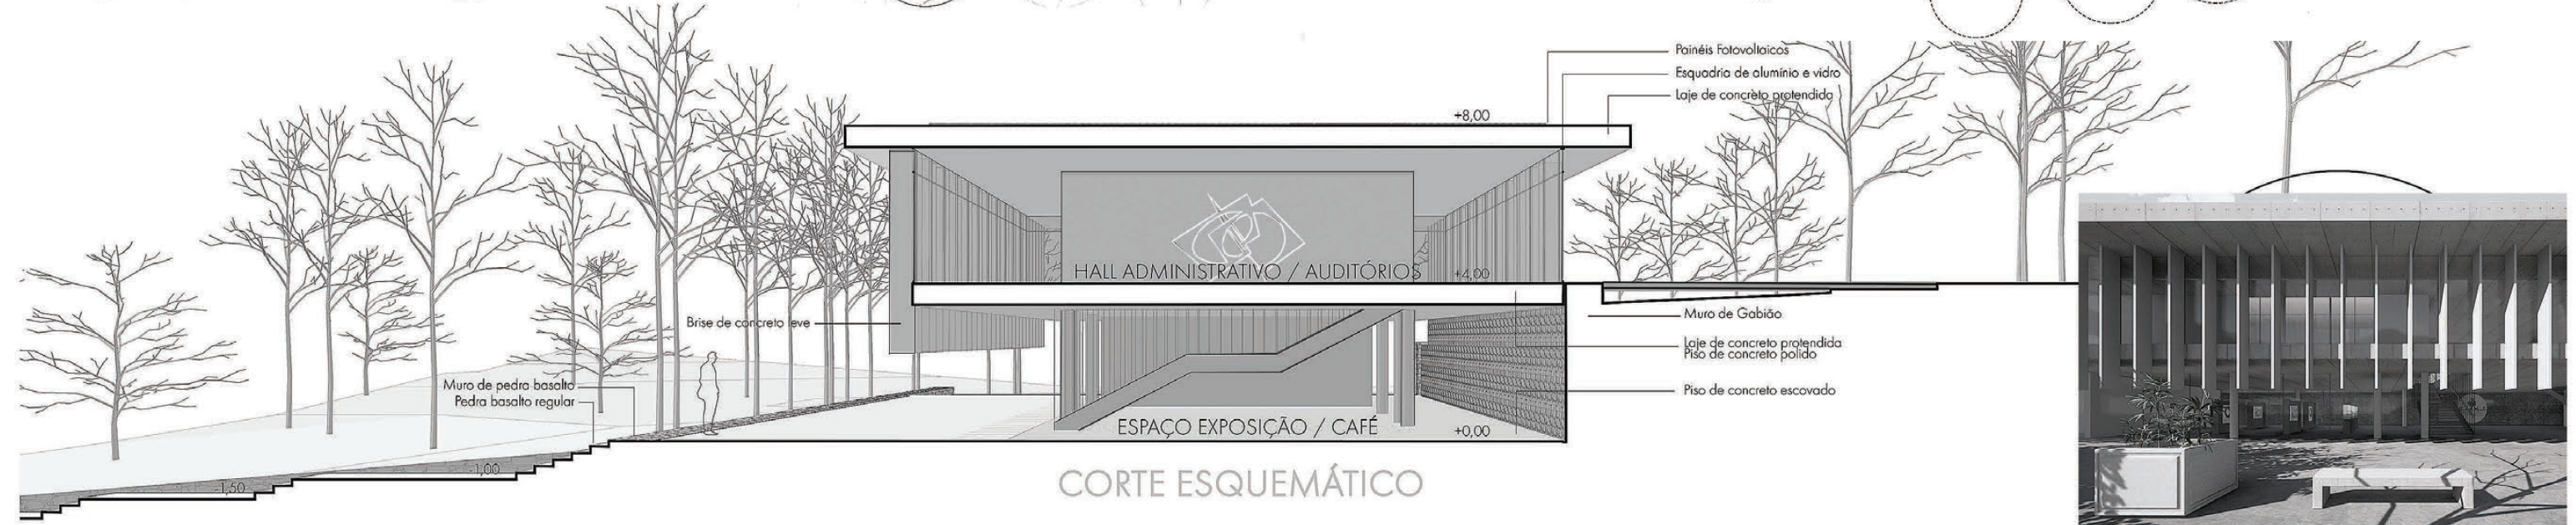 Painéis Fotovoltaicos
Esquadria de alumínio e vidro
Laje de concreto protendida
+8,00
HALL ADMINISTRATIVO / AUDITÓRIOS
+4,00
Brise de concreto leve
Muro de Gabião
Laje de concreto protendida
Piso de concreto polido
Muro de pedra basalto
Pedra basalto regular
Piso de concreto escovado
ESPAÇO EXPOSIÇÃO / CAFÉ
+0,00
-1,00
-1,50
CORTE ESQUEMÁTICO